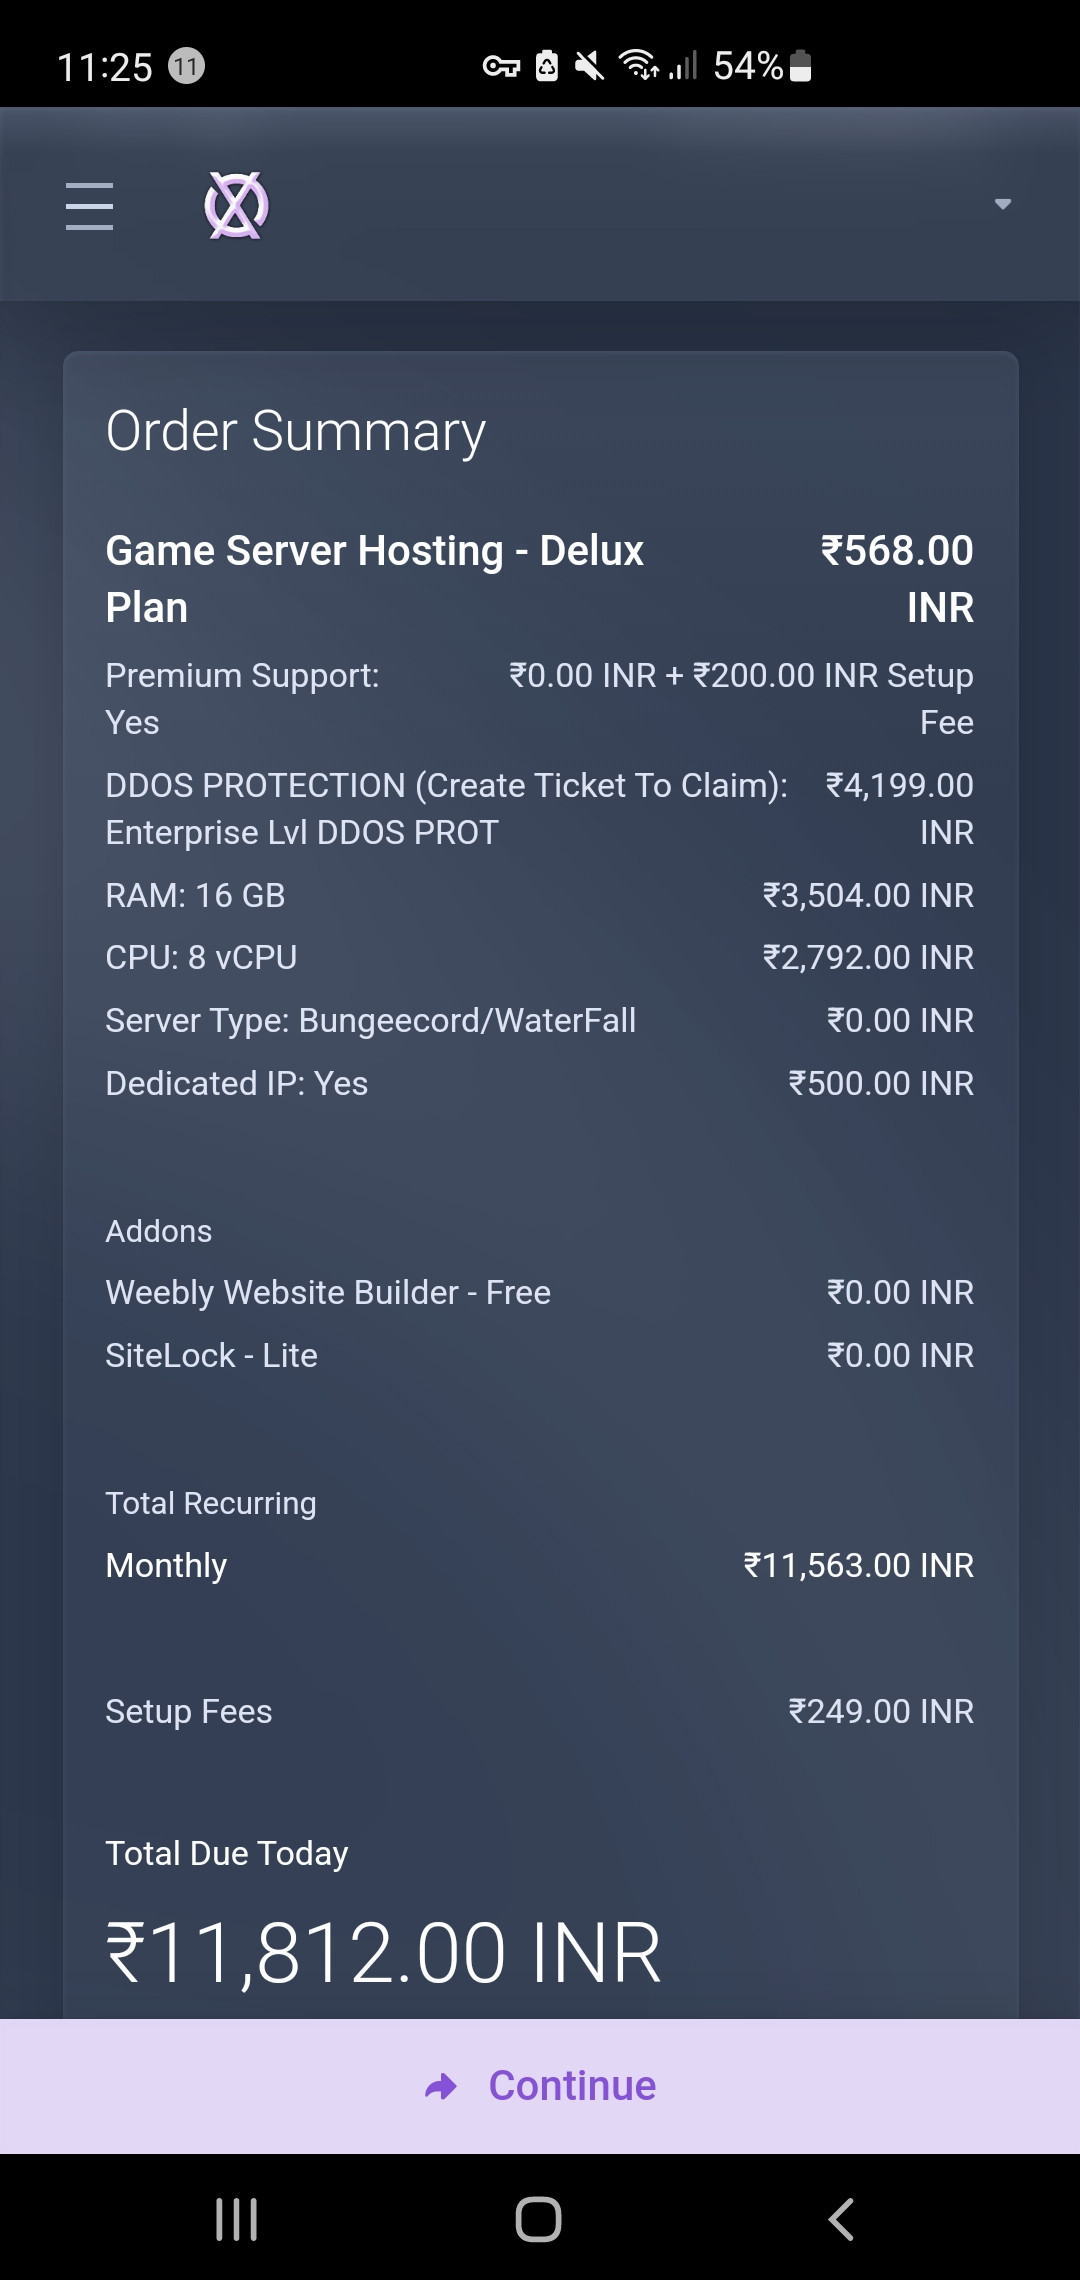 11:25 11 54%
Order Summary
Game Server Hosting - Delux ₹568.00
Plan INR
Premium Support: ₹0.00 INR + ₹200.00 INR Setup
Yes Fee
DDOS PROTECTION (Create Ticket To Claim): ₹4,199.00
Enterprise Lvl DDOS PROT INR
RAM: 16 GB ₹3,504.00 INR
CPU: 8 vCPU ₹2,792.00 INR
Server Type: Bungeecord/WaterFall ₹0.00 INR
Dedicated IP: Yes ₹500.00 INR
Addons
Weebly Website Builder - Free ₹0.00 INR
SiteLock - Lite ₹0.00 INR
Total Recurring
Monthly ₹11,563.00 INR
Setup Fees ₹249.00 INR
Total Due Today
₹11,812.00 INR
Continue